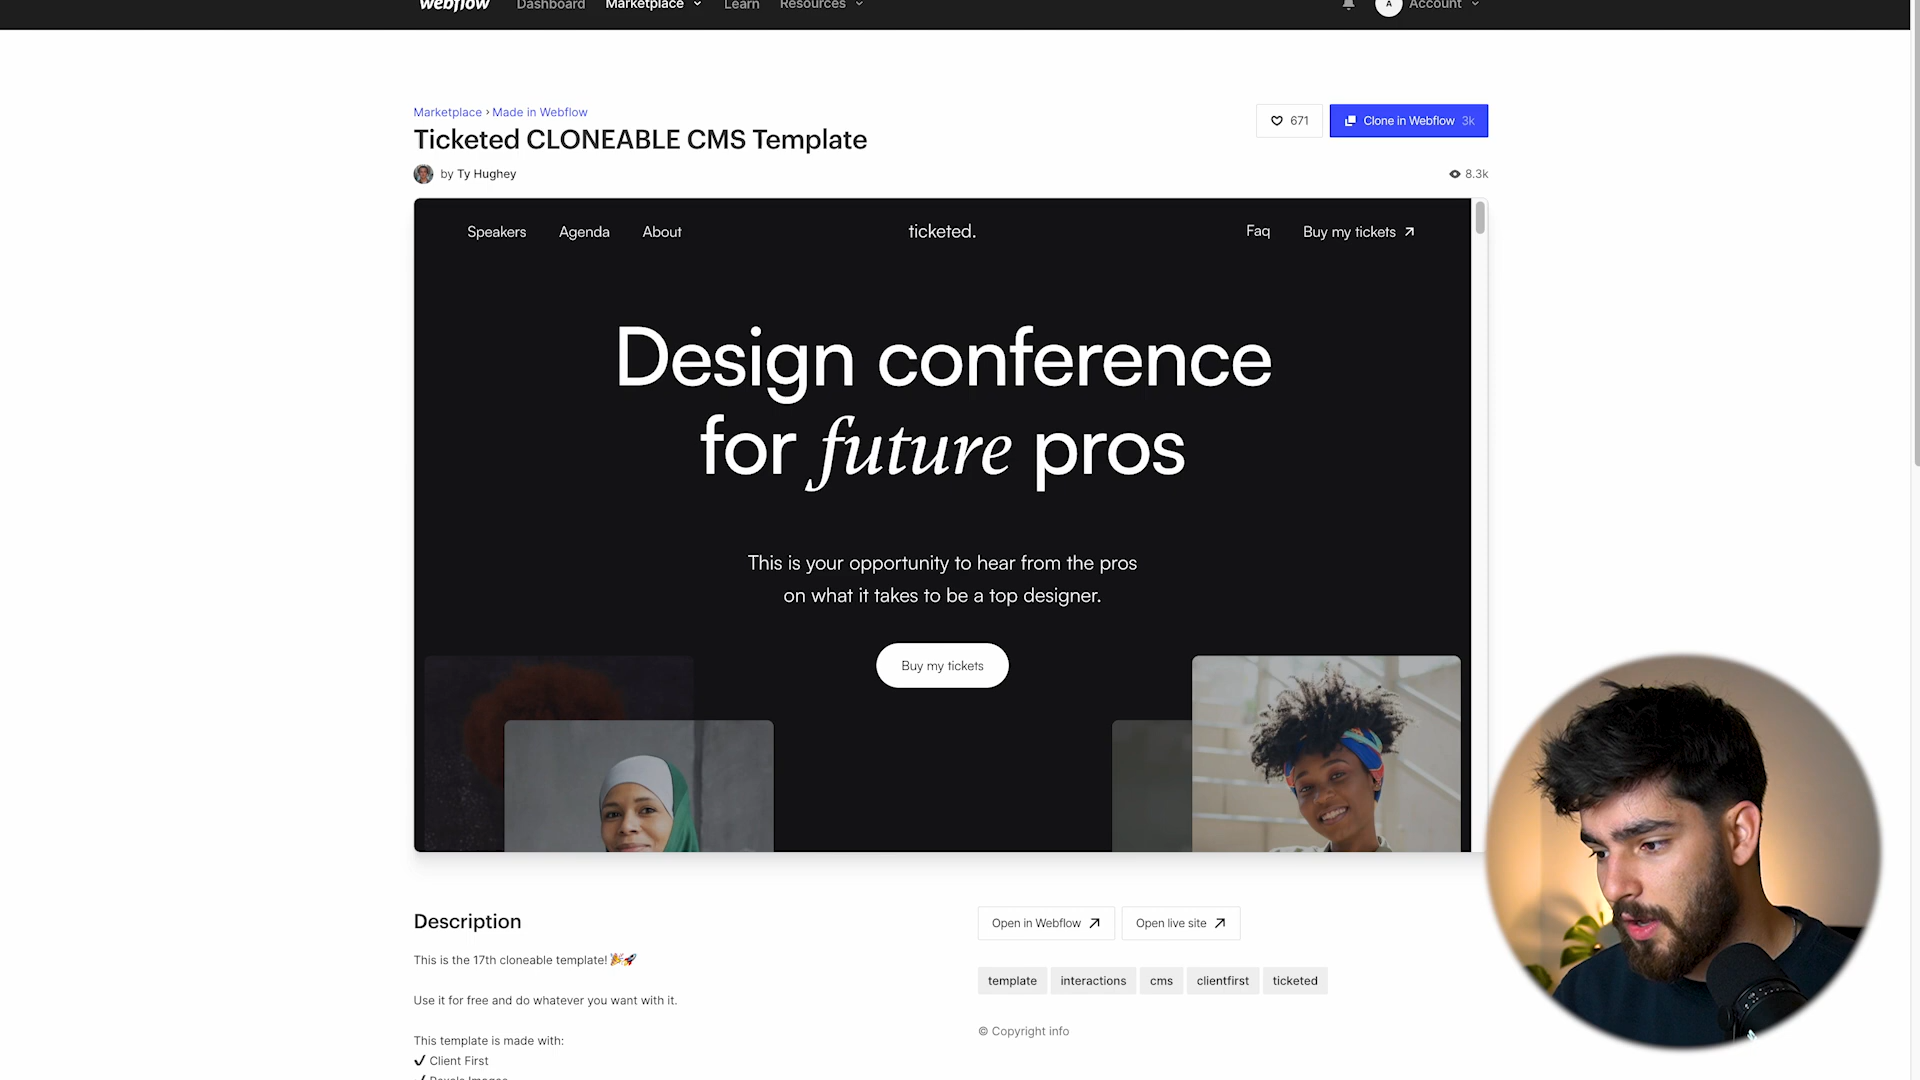 webflow Dashboard Marketplace Learn Resources A Account
Marketplace › Made in Webflow
Ticketed CLONEABLE CMS Template
671 Clone in Webflow 3k
by Ty Hughey
8.3k
Speakers Agenda About ticketed. Faq Buy my tickets
Design conference
for future pros
This is your opportunity to hear from the pros
on what it takes to be a top designer.
Buy my tickets
Description
This is the 17th cloneable template! 🎉🚀
Use it for free and do whatever you want with it.
This template is made with:
✓ Client First
Open in Webflow Open live site
template interactions cms clientfirst ticketed
© Copyright info